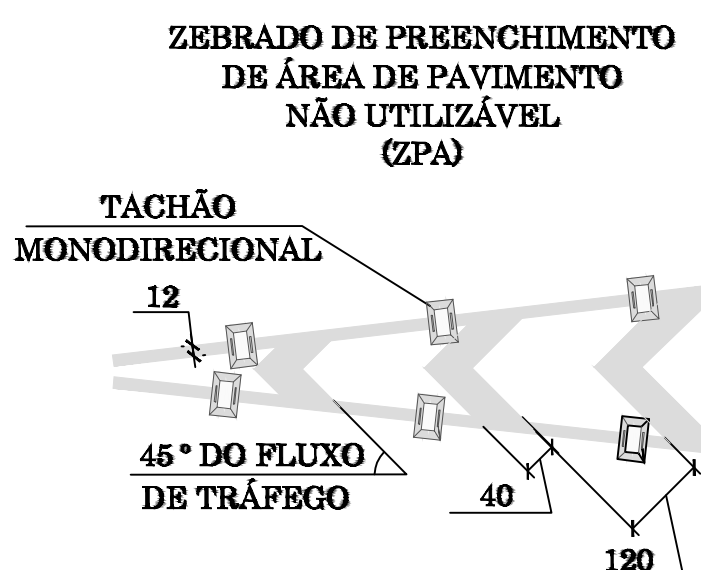 ZEBRADO DE PREENCHIMENTO
DE ÁREA DE PAVIMENTO
NÃO UTILIZÁVEL
(ZPA)
TACHÃO
MONODIRECIONAL
12
45° DO FLUXO
DE TRÁFEGO
40
120